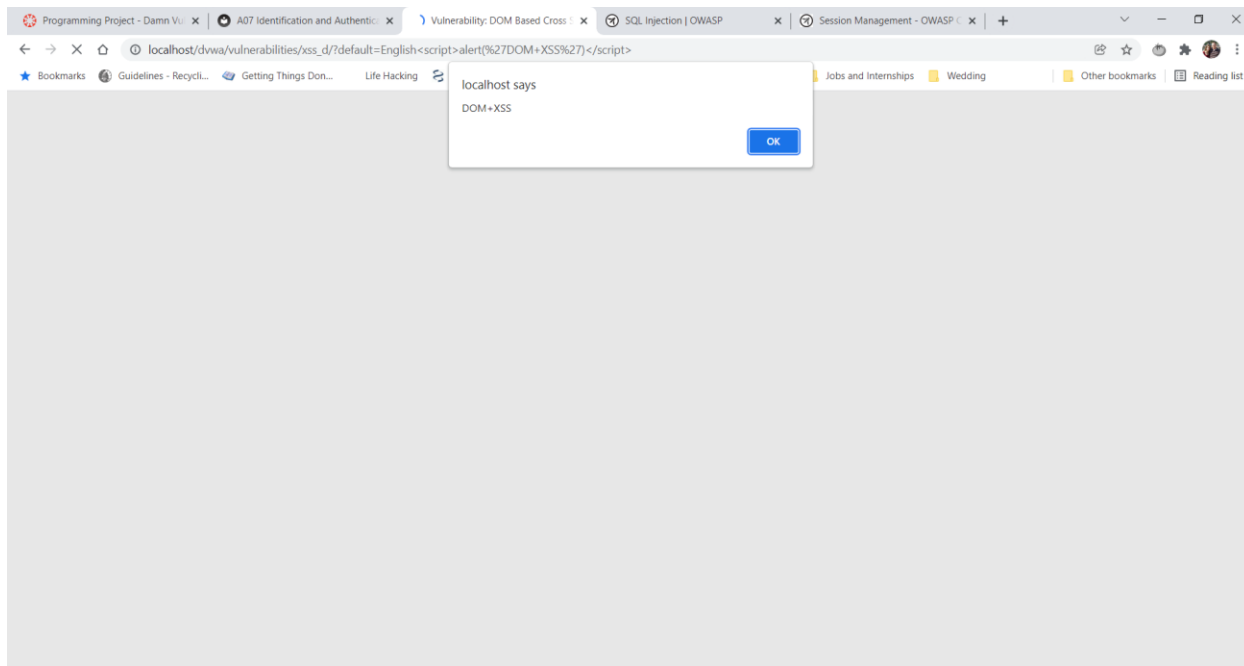 Programming Project - Damn Vu
A07 Identification and Authentic
Vulnerability: DOM Based Cross S
SQL Injection | OWASP
Session Management - OWASP C
localhost/dvwa/vulnerabilities/xss_d/?default=English<script>alert(%27DOM+XSS%27)</script>
Bookmarks
Guidelines - Recycli...
Getting Things Don...
Life Hacking
Jobs and Internships
Wedding
Other bookmarks
Reading list
localhost says
DOM+XSS
OK